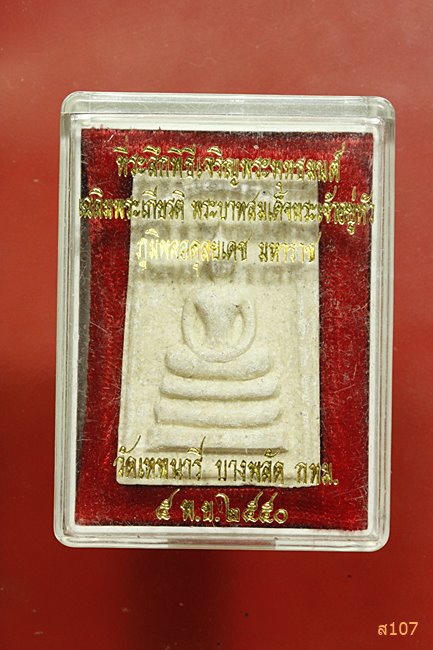 ที่ระลึกพิธีเจริญพระพุทธมนต์
เฉลิมพระเกียรติ พระบาทสมเด็จพระเจ้าอยู่หัว
ภูมิพลอดุลยเดช มหาราช
วัดเทพนารี บางพลัด กทม.
๕ พ.ย.๒๕๕๐
ส107